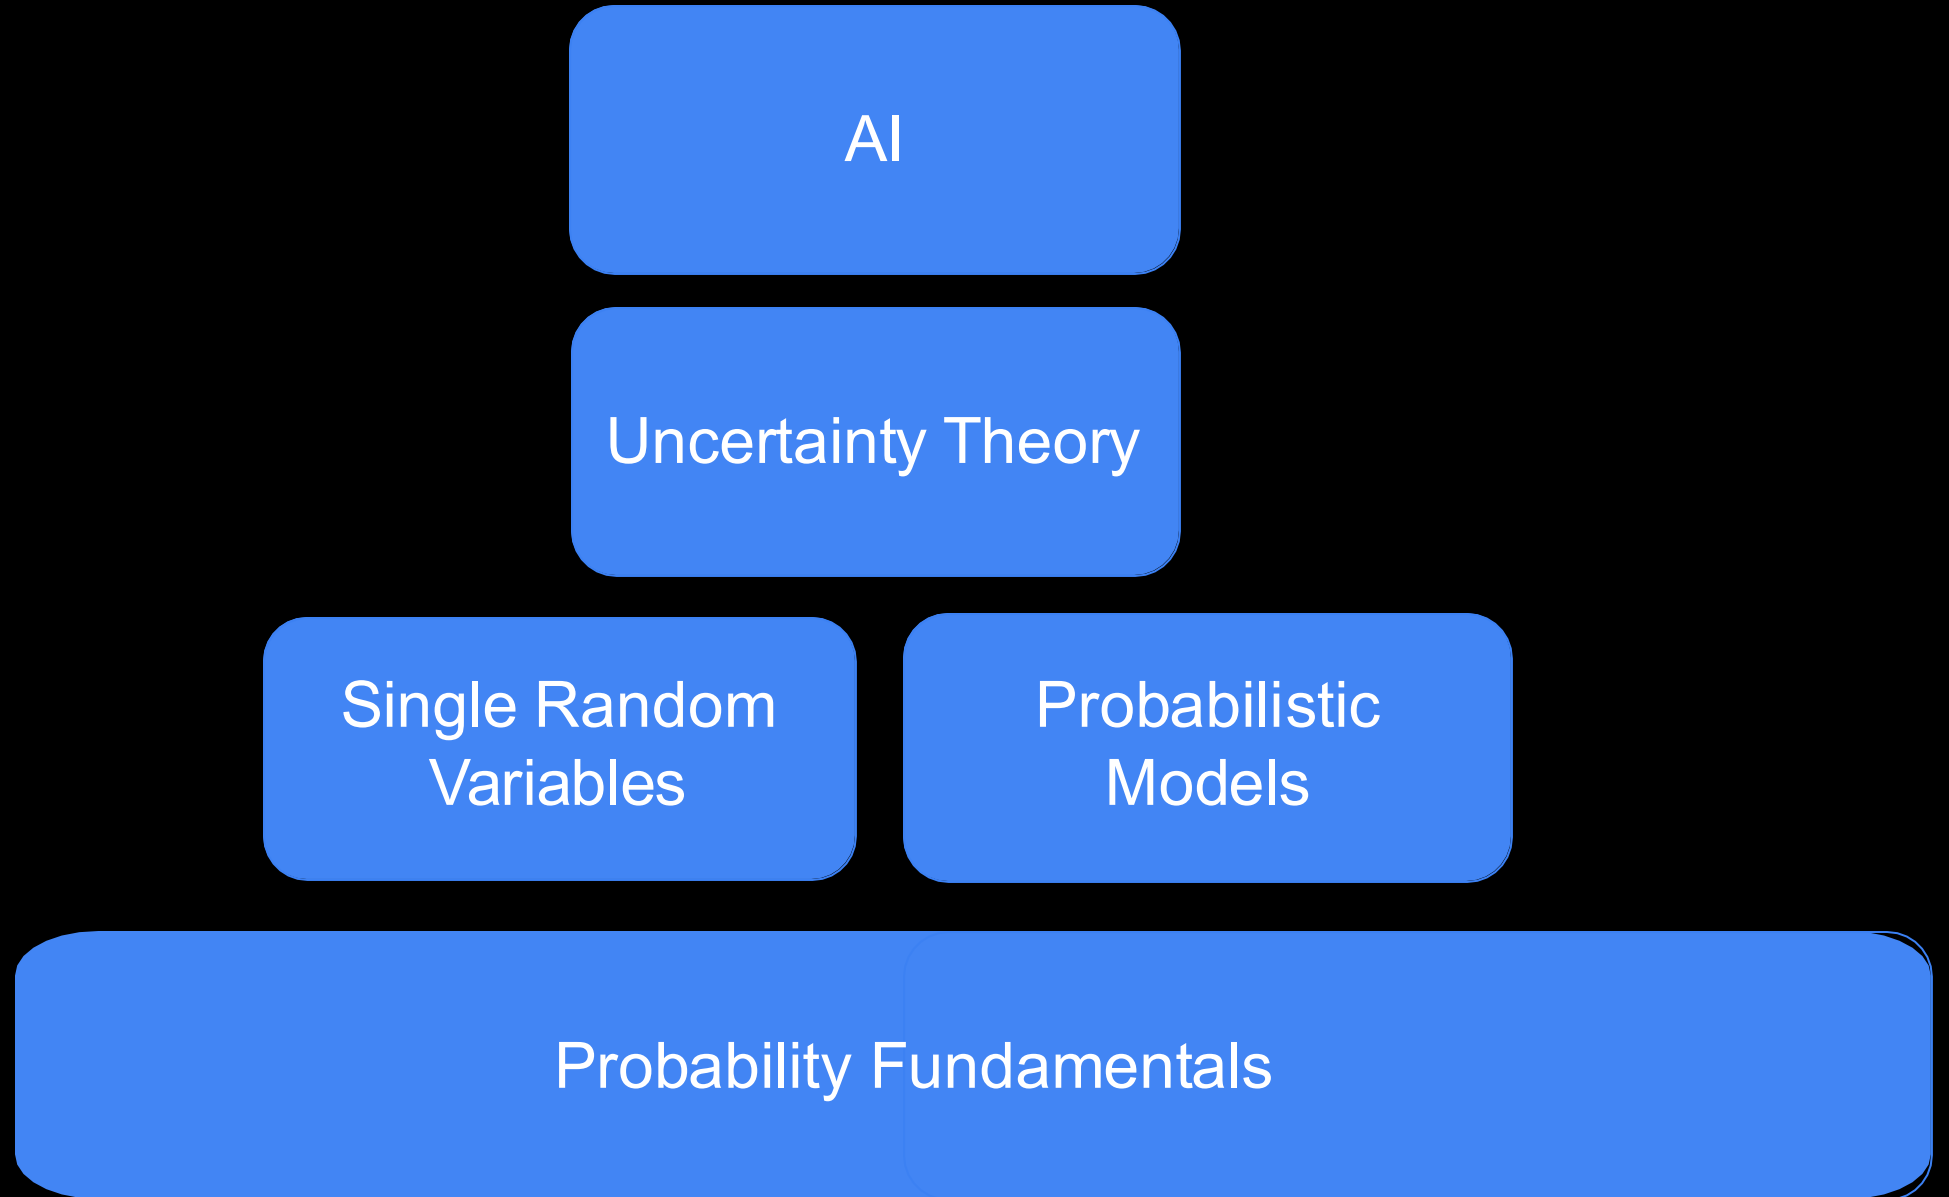 AI
Uncertainty Theory
Single Random
Variables
Probabilistic
Models
Probability Fundamentals